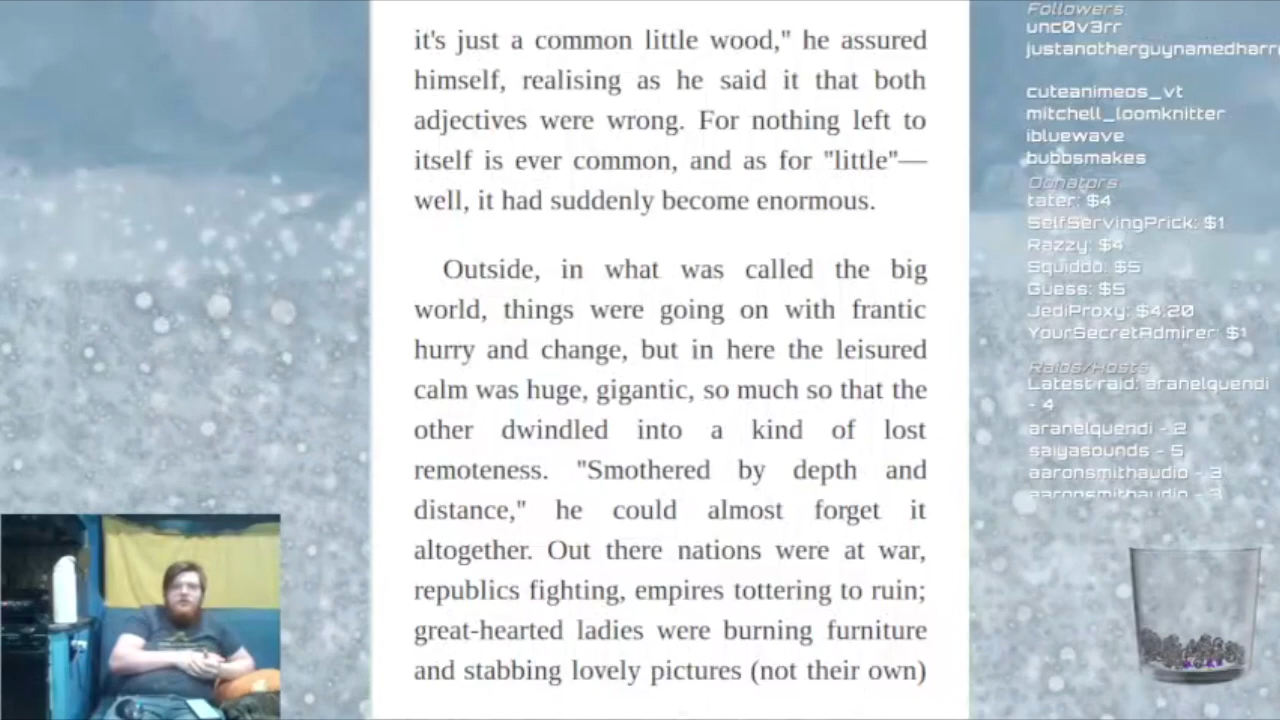 it's just a common little wood," he assured
himself, realising as he said it that both
adjectives were wrong. For nothing left to
itself is ever common, and as for "little"—
well, it had suddenly become enormous.
Outside, in what was called the big
world, things were going on with frantic
hurry and change, but in here the leisured
calm was huge, gigantic, so much so that the
other dwindled into a kind of lost
remoteness. "Smothered by depth and
distance," he could almost forget it
altogether. Out there nations were at war,
republics fighting, empires tottering to ruin;
great-hearted ladies were burning furniture
and stabbing lovely pictures (not their own)
Followers
unc0v3rr
justanotherguynamedharr
cuteanimeos_vt
mitchell_loomknitter
ibluewave
bubbsmakes
Donators
tater: $4
SelfServingPrick: $1
Razzy: $4
Squiddo: $5
Guess: $5
JediProxy: $4.20
YourSecretAdmirer: $1
Raids/Hosts
Latest raid: aranelquendi
- 4
aranelquendi - 2
saiyasounds - 5
aaronsmithaudio - 3
aaronsmithaudio - 3